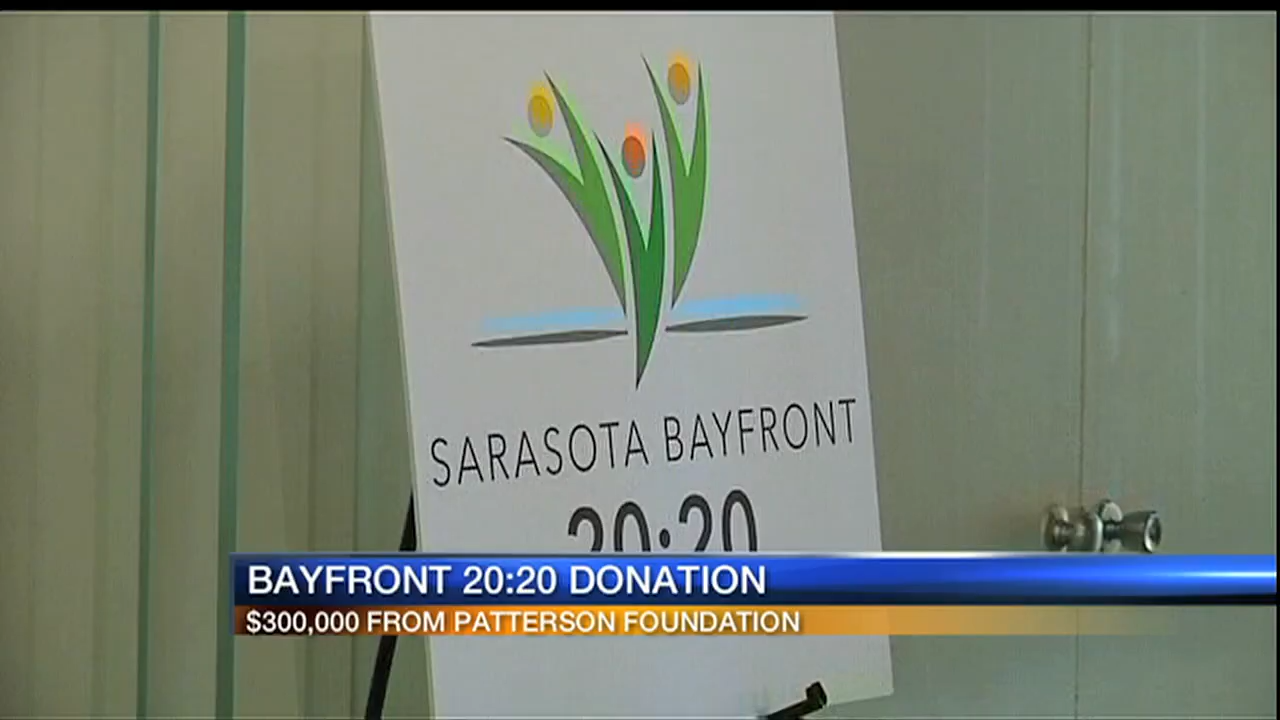 SARASOTA BAYFRONT
20:20
BAYFRONT 20:20 DONATION
$300,000 FROM PATTERSON FOUNDATION